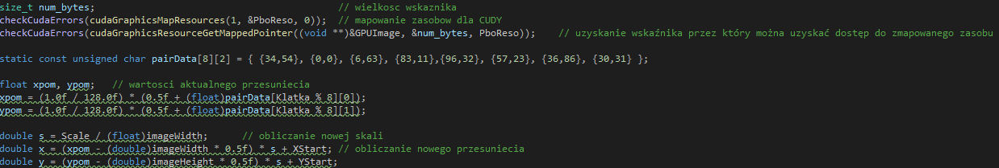 size_t num_bytes; // wielkosc wskaznika
checkCudaErrors(cudaGraphicsMapResources(1, &PboReso, 0)); // mapowanie zasobow dla CUDY
checkCudaErrors(cudaGraphicsResourceGetMappedPointer((void **)&GPUImage, &num_bytes, PboReso)); // uzyskanie wskaźnika przez który można uzyskać dostęp do zmapowanego zasobu
static const unsigned char pairData[8][2] = { {34,54}, {0,0}, {6,63}, {83,11},{96,32}, {57,23}, {36,86}, {30,31} };
float xpom, ypom; // wartosci aktualnego przesuniecia
xpom = (1.0f / 128.0f) * (0.5f + (float)pairData[Klatka % 8][0]);
ypom = (1.0f / 128.0f) * (0.5f + (float)pairData[Klatka % 8][1]);
double s = Scale / (float)imageWidth; // obliczanie nowej skali
double x = (xpom - (double)imageWidth * 0.5f) * s + XStart; // obliczanie nowego przesuniecia
double y = (ypom - (double)imageHeight * 0.5f) * s + YStart;